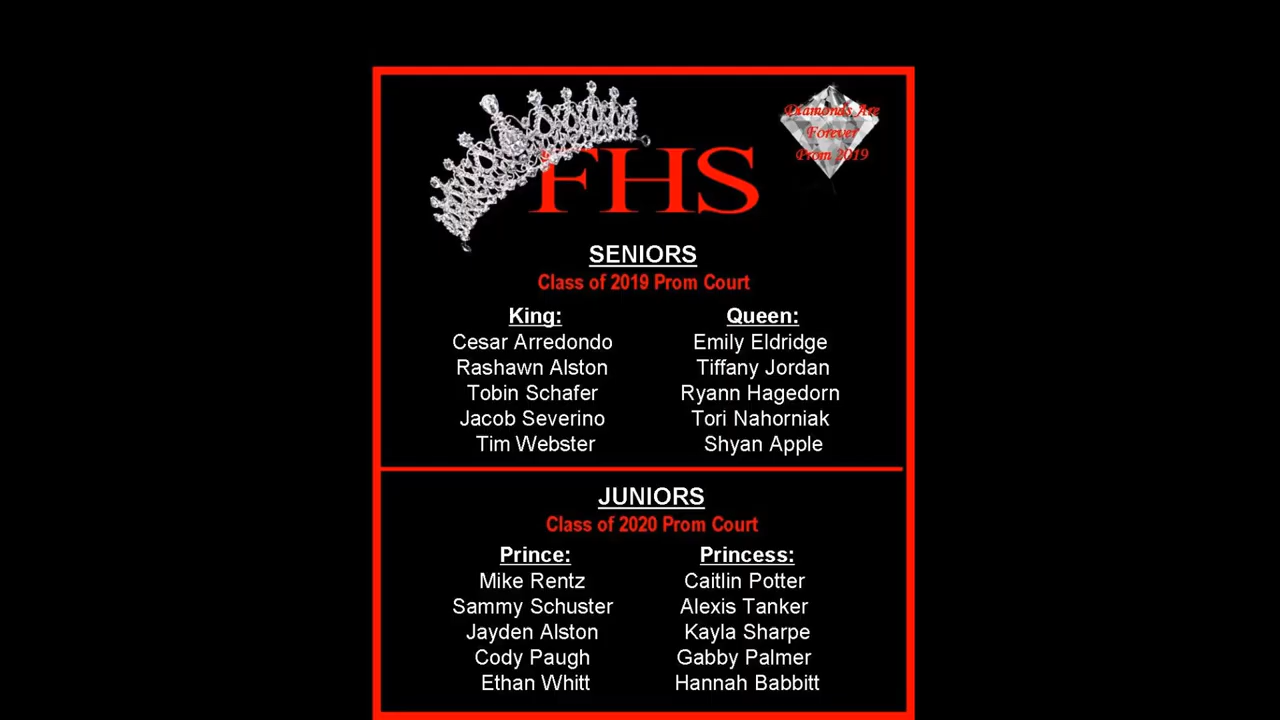 Diamonds Are
Forever
Prom 2019
FHS
SENIORS
Class of 2019 Prom Court
King: Queen:
Cesar Arredondo Emily Eldridge
Rashawn Alston Tiffany Jordan
Tobin Schafer Ryann Hagedorn
Jacob Severino Tori Nahorniak
Tim Webster Shyan Apple
JUNIORS
Class of 2020 Prom Court
Prince: Princess:
Mike Rentz Caitlin Potter
Sammy Schuster Alexis Tanker
Jayden Alston Kayla Sharpe
Cody Paugh Gabby Palmer
Ethan Whitt Hannah Babbitt